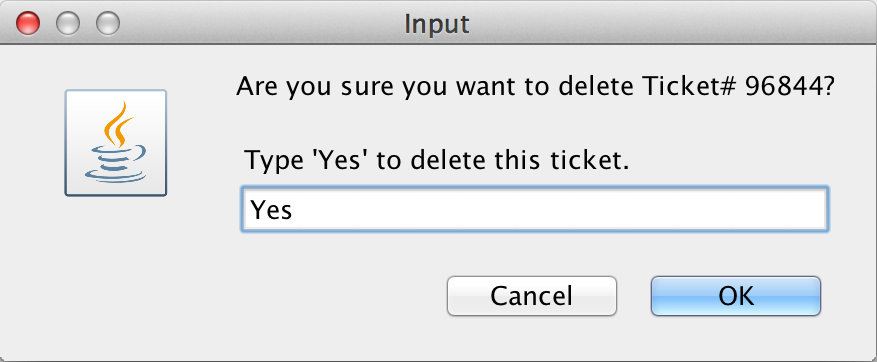 Input
Are you sure you want to delete Ticket# 96844?
Type 'Yes' to delete this ticket.
Yes
Cancel
OK